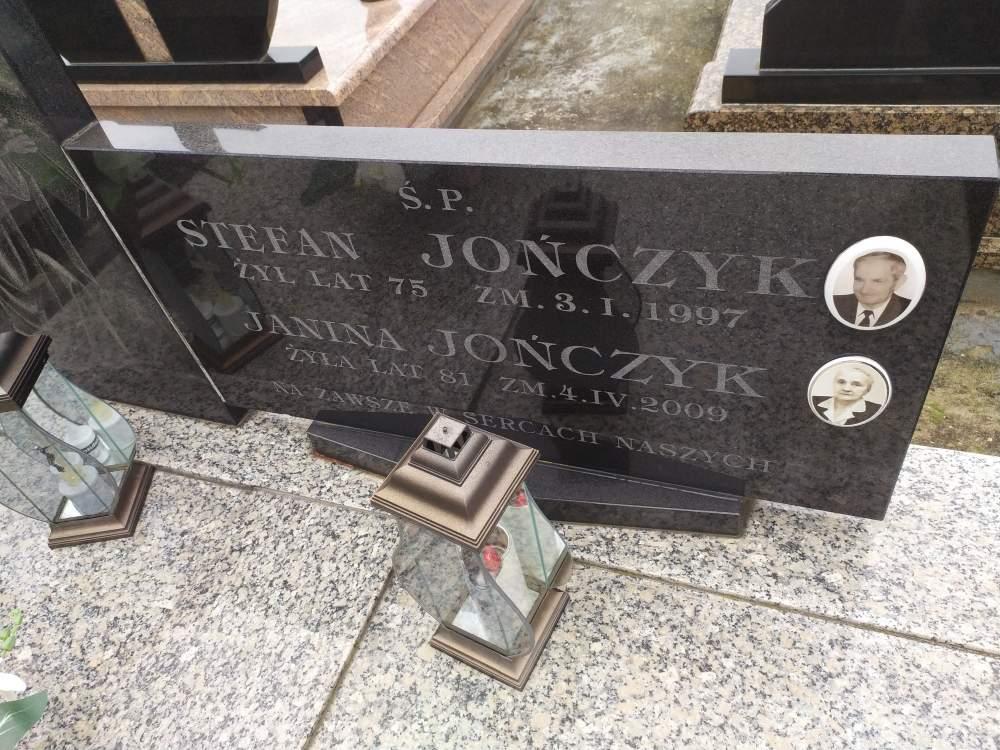 Ś.P.
STEFAN JOŃCZYK
ŻYŁ LAT 75 ZM. 3. I. 1997
JANINA JOŃCZYK
ŻYŁA LAT 81 ZM. 4. IV. 2009
NA ZAWSZE W SERCACH NASZYCH